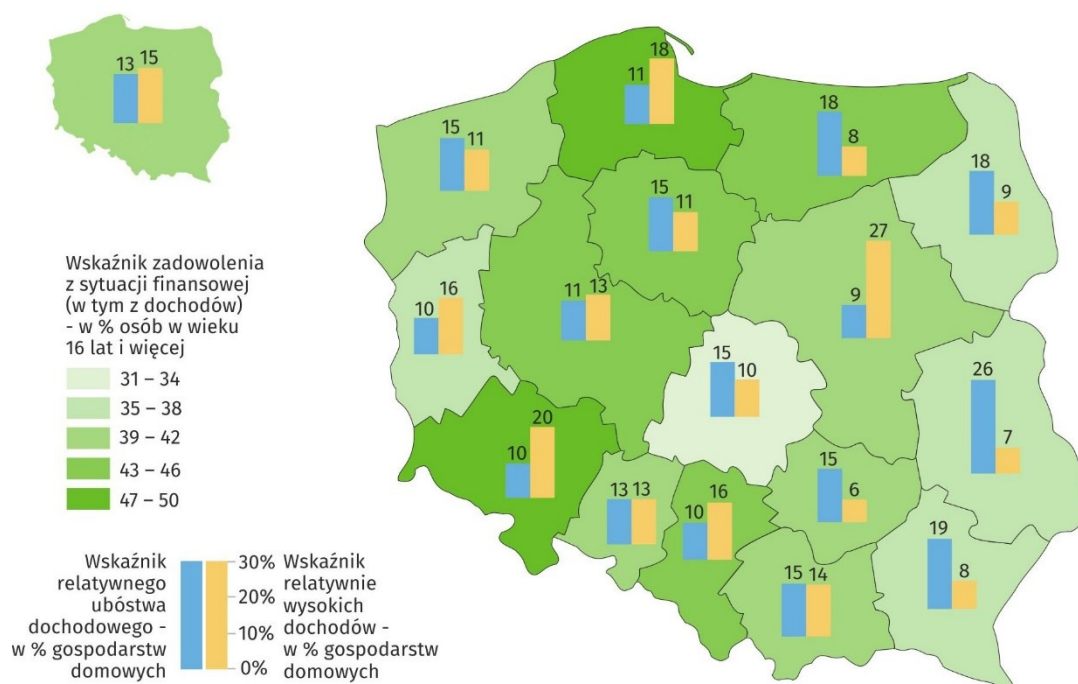 13 15
11 18
15 11
18 8
18 9
15 11
27
9
10 16
11 13
15 10
26 7
10 20
13 13
10 16
15 6
19 8
15 14
Wskaźnik zadowolenia
z sytuacji finansowej
(w tym z dochodów)
- w % osób w wieku
16 lat i więcej
31 – 34
35 – 38
39 – 42
43 – 46
47 – 50
Wskaźnik
relatywnego
ubóstwa
dochodowego -
w % gospodarstw
domowych
30%
20%
10%
0%
Wskaźnik
relatywnie
wysokich
dochodów -
w % gospodarstw
domowych